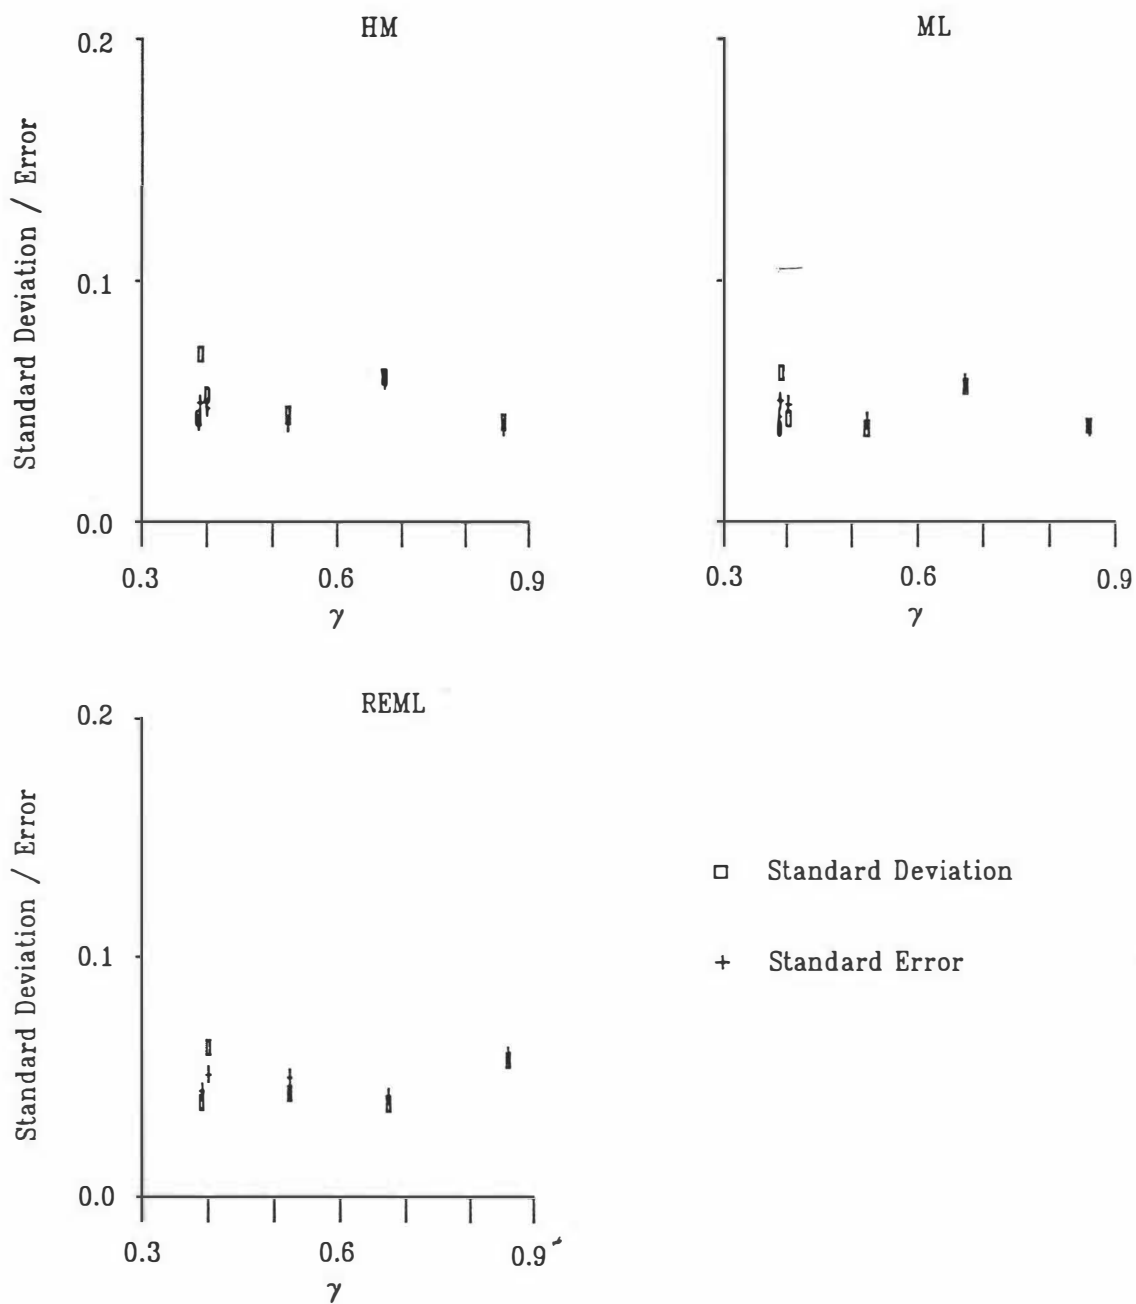 HM
ML
0.2
0.1
0.0
Standard Deviation / Error
0.3
0.6
0.9
γ
0.3
0.6
0.9
γ
REML
0.2
0.1
0.0
Standard Deviation / Error
0.3
0.6
0.9
γ
Standard Deviation
Standard Error